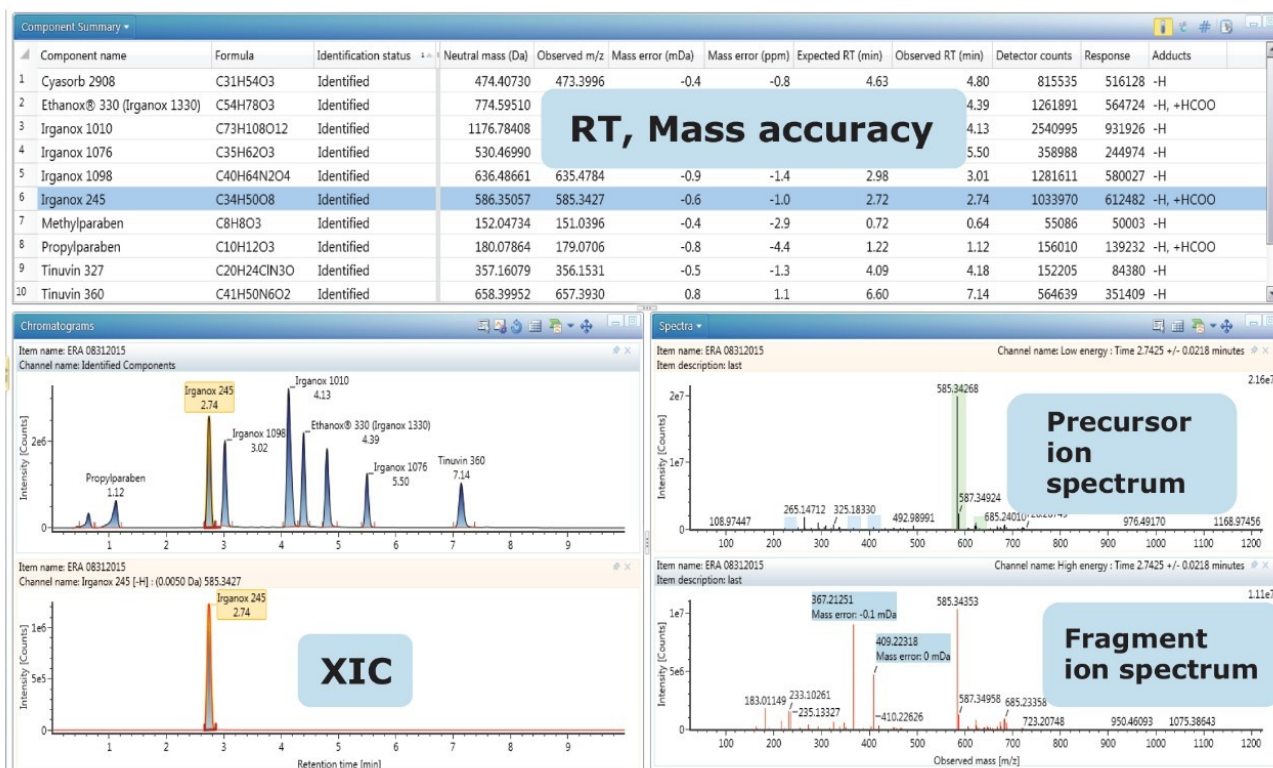 Component Summary
Component name Formula Identification status Neutral mass (Da) Observed m/z Mass error (mDa) Mass error (ppm) Expected RT (min) Observed RT (min) Detector counts Response Adducts
1 Cyasorb 2908 C31H54O3 Identified 474.40730 473.3996 -0.4 -0.8 4.63 4.80 815535 516128 -H
2 Ethanox® 330 (Irganox 1330) C54H78O3 Identified 774.59510 4.39 1261891 564724 -H, +HCOO
3 Irganox 1010 C73H108O12 Identified 1176.78408 4.13 2540995 931926 -H
4 Irganox 1076 C35H62O3 Identified 530.46990 5.50 358988 244974 -H
5 Irganox 1098 C40H64N2O4 Identified 636.48661 635.4784 -0.9 -1.4 2.98 3.01 1281611 580027 -H
6 Irganox 245 C34H50O8 Identified 586.35057 585.3427 -0.6 -1.0 2.72 2.74 1033970 612482 -H, +HCOO
7 Methylparaben C8H8O3 Identified 152.04734 151.0396 -0.4 -2.9 0.72 0.64 55086 50003 -H
8 Propylparaben C10H12O3 Identified 180.07864 179.0706 -0.8 -4.4 1.22 1.12 156010 139232 -H, +HCOO
9 Tinuvin 327 C20H24ClN3O Identified 357.16079 356.1531 -0.5 -1.3 4.09 4.18 152205 84380 -H
10 Tinuvin 360 C41H50N6O2 Identified 658.39952 657.3930 0.8 1.1 6.60 7.14 564639 351409 -H
RT, Mass accuracy
Chromatograms
Item name: ERA 08312015
Channel name: Identified Components
Intensity [Counts]
2e6
0
Propylparaben
1.12
Irganox 245
2.74
Irganox 1098
3.02
Irganox 1010
4.13
Ethanox® 330 (Irganox 1330)
4.39
Irganox 1076
5.50
Tinuvin 360
7.14
1 2 3 4 5 6 7 8 9
Item name: ERA 08312015
Channel name: Irganox 245 [-H] : (0.0050 Da) 585.3427
Intensity [Counts]
1e6
5e5
0
Irganox 245
2.74
XIC
1 2 3 4 5 6 7 8 9
Retention time [min]
Spectra
Item name: ERA 08312015 Channel name: Low energy : Time 2.7425 +/- 0.0218 minutes
Item description: last
2.16e7
Intensity [Counts]
2e7
1e7
0
108.97447
265.14712
325.18330
492.98991
585.34268
587.34924
685.24010
976.49170
1168.97456
Precursor
ion
spectrum
100 200 300 400 500 600 700 800 900 1000 1100 1200
Item name: ERA 08312015 Channel name: High energy : Time 2.7425 +/- 0.0218 minutes
Item description: last
1.11e7
Intensity [Counts]
1e7
5e6
0
367.21251
Mass error: -0.1 mDa
409.22318
Mass error: 0 mDa
585.34353
183.01149
233.10261
235.13327
410.22626
587.34958
685.23358
723.20748
950.46093
1075.38643
Fragment
ion spectrum
100 200 300 400 500 600 700 800 900 1000 1100 1200
Observed mass [m/z]